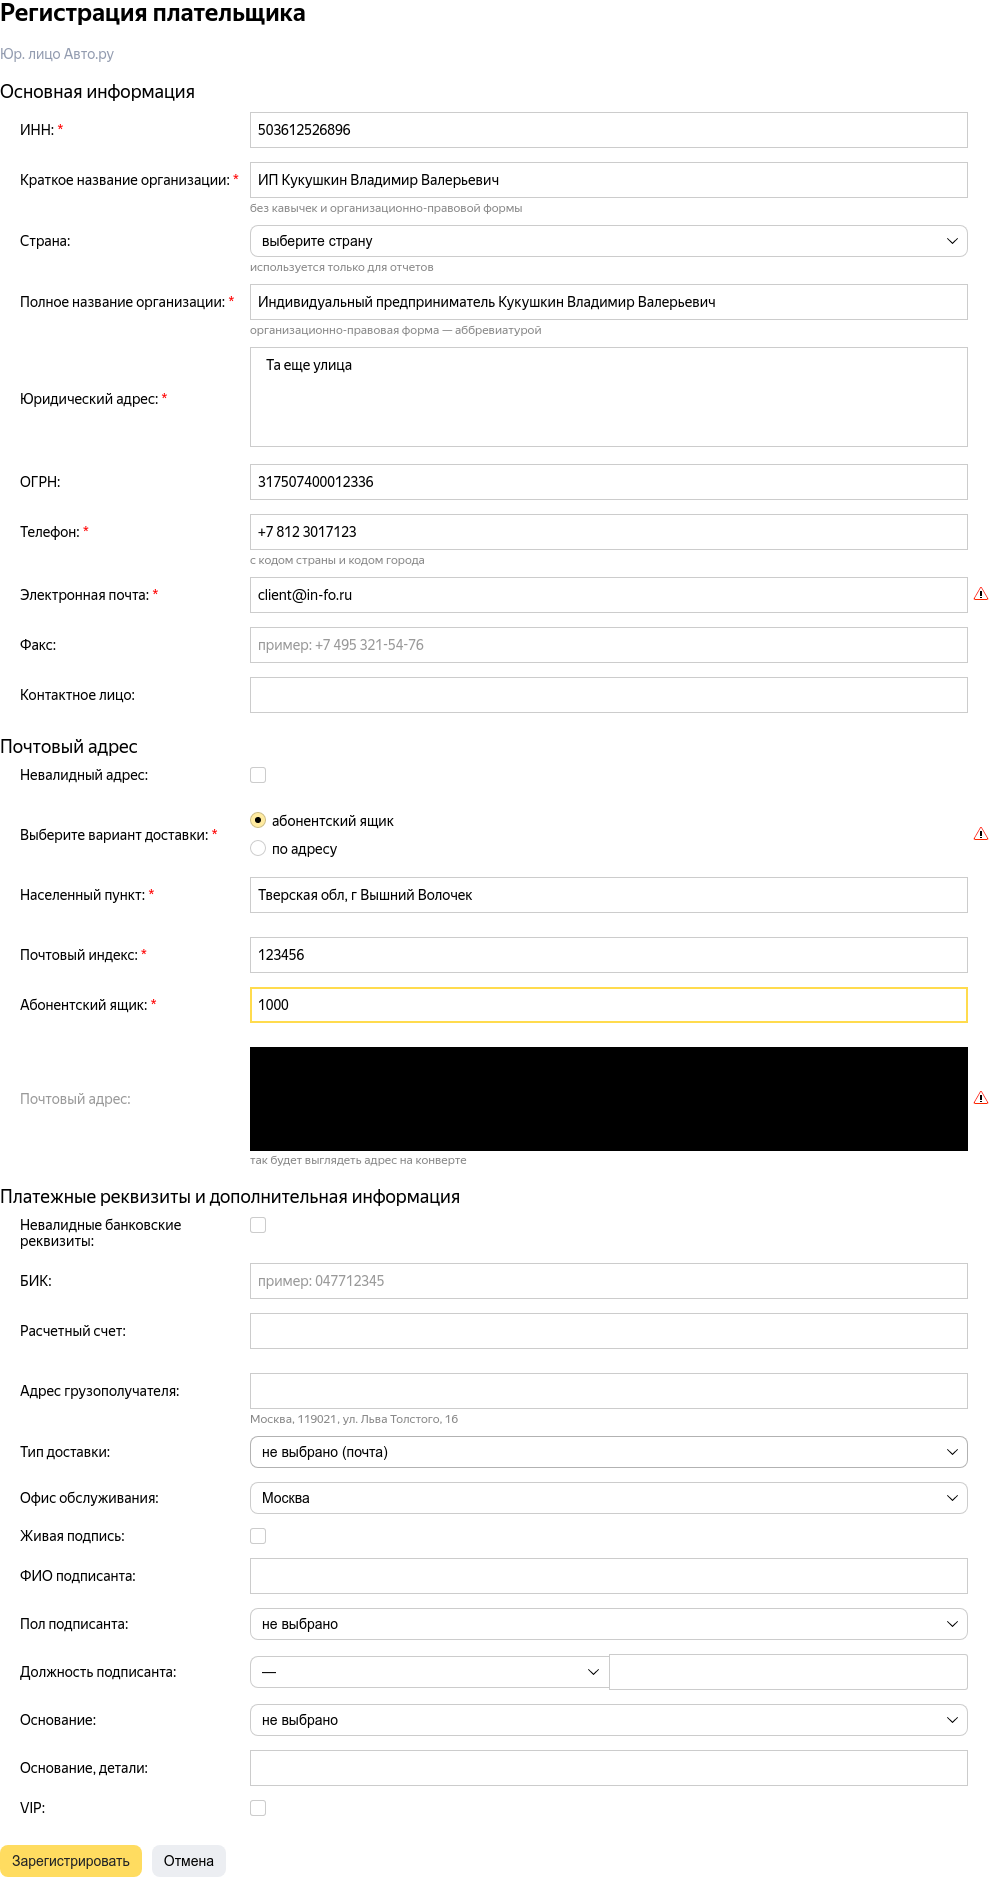 Регистрация плательщика
Юр. лицо Авто.ру
Основная информация
ИНН: *
503612526896
Краткое название организации: *
ИП Кукушкин Владимир Валерьевич
без кавычек и организационно-правовой формы
Страна:
выберите страну
используется только для отчетов
Полное название организации: *
Индивидуальный предприниматель Кукушкин Владимир Валерьевич
организационно-правовая форма — аббревиатурой
Юридический адрес: *
Та еще улица
ОГРН:
317507400012336
Телефон: *
+7 812 3017123
с кодом страны и кодом города
Электронная почта: *
client@in-fo.ru
Факс:
пример: +7 495 321-54-76
Контактное лицо:
Почтовый адрес
Невалидный адрес:
Выберите вариант доставки: *
абонентский ящик
по адресу
Населенный пункт: *
Тверская обл, г Вышний Волочек
Почтовый индекс: *
123456
Абонентский ящик: *
1000
Почтовый адрес:
так будет выглядеть адрес на конверте
Платежные реквизиты и дополнительная информация
Невалидные банковские
реквизиты:
БИК:
пример: 047712345
Расчетный счет:
Адрес грузополучателя:
Москва, 119021, ул. Льва Толстого, 16
Тип доставки:
не выбрано (почта)
Офис обслуживания:
Москва
Живая подпись:
ФИО подписанта:
Пол подписанта:
не выбрано
Должность подписанта:
—
Основание:
не выбрано
Основание, детали:
VIP:
Зарегистрировать
Отмена